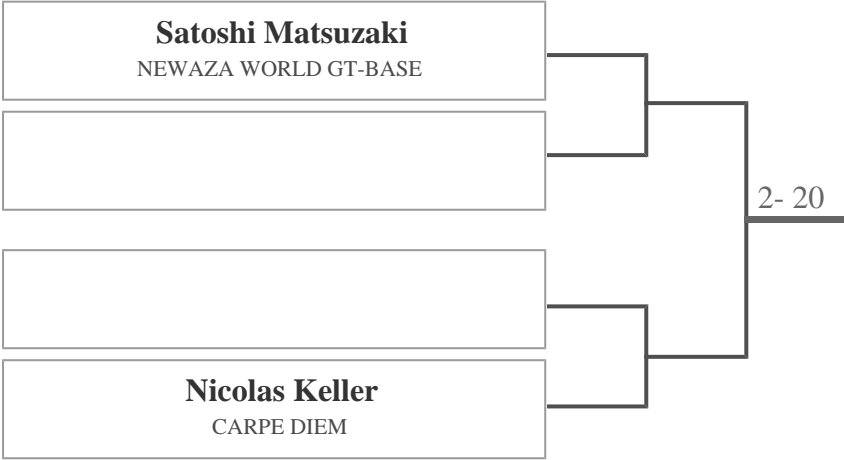 Satoshi Matsuzaki
NEWAZA WORLD GT-BASE
2- 20
Nicolas Keller
CARPE DIEM